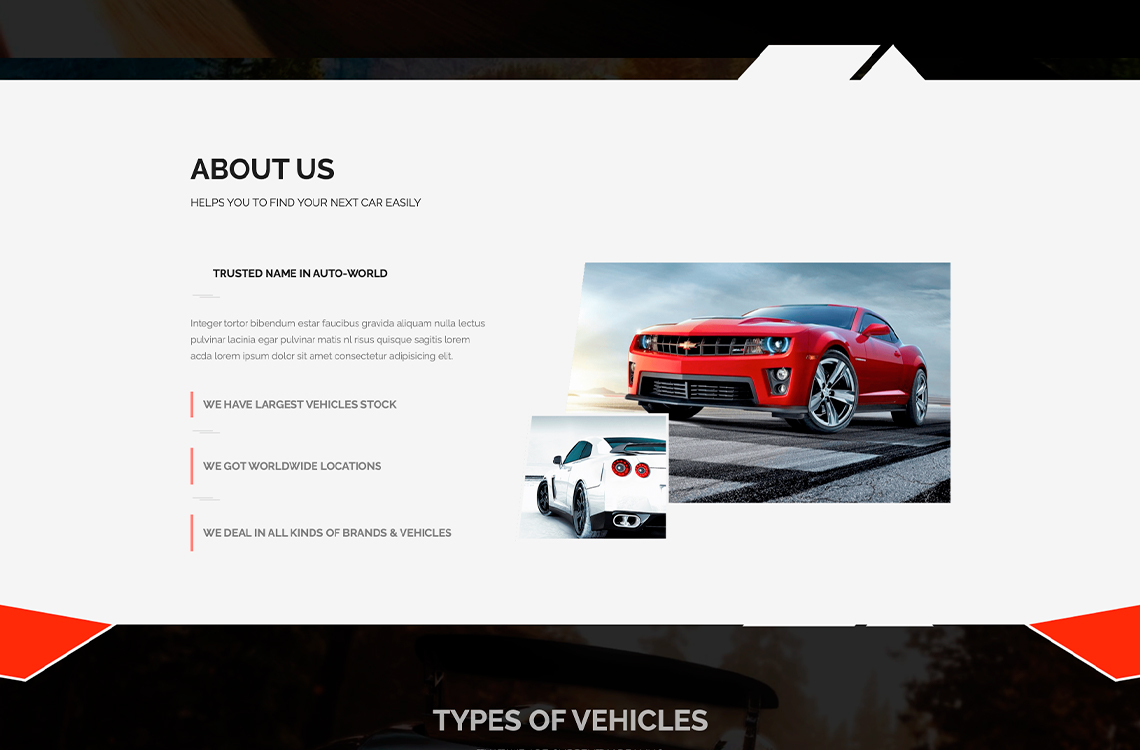 ABOUT US
HELPS YOU TO FIND YOUR NEXT CAR EASILY
TRUSTED NAME IN AUTO-WORLD
Integer tortor bibendum estar faucibus gravida aliquam nulla lectus
pulvinar lacinia egar pulvinar matis nl risus quisque sagitis lorem
acda lorem ipsum dolor sit amet consectetur adipisicing elit.
WE HAVE LARGEST VEHICLES STOCK
WE GOT WORLDWIDE LOCATIONS
WE DEAL IN ALL KINDS OF BRANDS & VEHICLES
TYPES OF VEHICLES